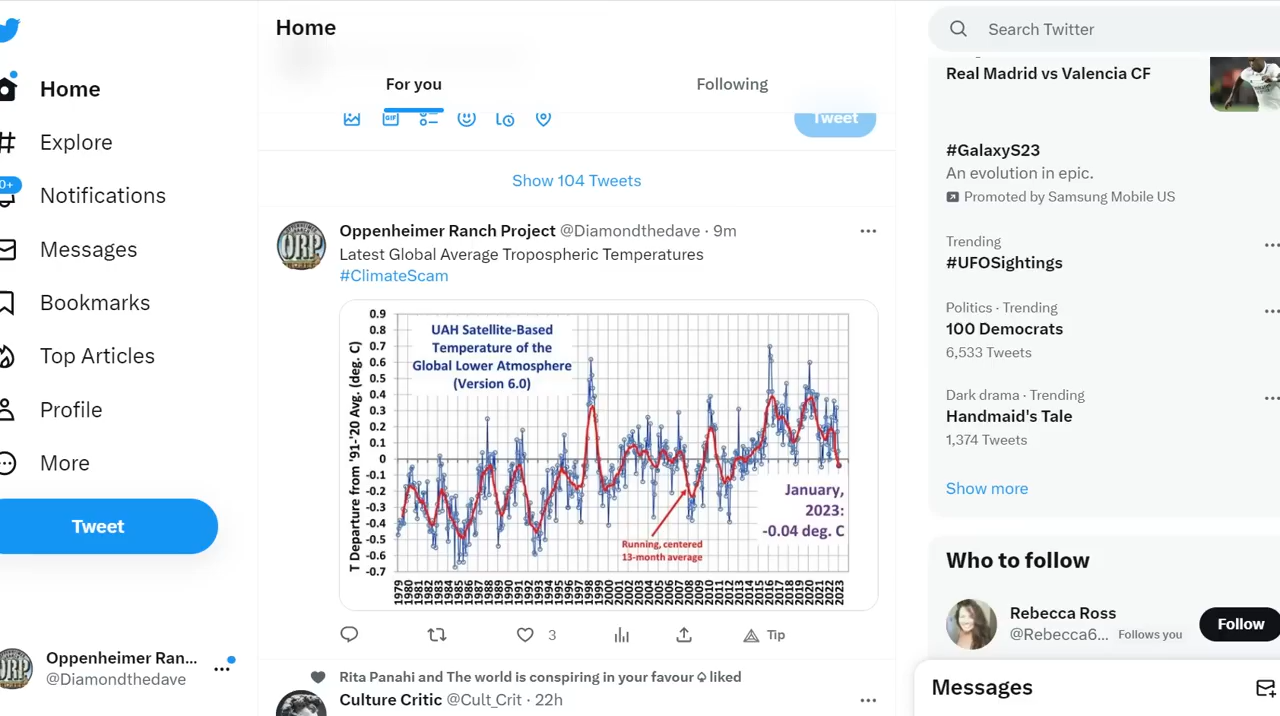 Home
Explore
Notifications
Messages
Bookmarks
Top Articles
Profile
More
Tweet
Oppenheimer Ran...
@Diamondthedave
Home
For you
Following
GIF
Tweet
Show 104 Tweets
ORP
Oppenheimer Ranch Project @Diamondthedave · 9m
Latest Global Average Tropospheric Temperatures
#ClimateScam
UAH Satellite-Based
Temperature of the
Global Lower Atmosphere
(Version 6.0)
T Departure from '91-'20 Avg. (deg. C)
0.9
0.8
0.7
0.6
0.5
0.4
0.3
0.2
0.1
0
-0.1
-0.2
-0.3
-0.4
-0.5
-0.6
-0.7
January,
2023:
-0.04 deg. C
Running, centered
13-month average
1979 1980 1981 1982 1983 1984 1985 1986 1987 1988 1989 1990 1991 1992 1993 1994 1995 1996 1997 1998 1999 2000 2001 2002 2003 2004 2005 2006 2007 2008 2009 2010 2011 2012 2013 2014 2015 2016 2017 2018 2019 2020 2021 2022 2023
3
Tip
Rita Panahi and The world is conspiring in your favour liked
Culture Critic @Cult_Crit · 22h
Search Twitter
Real Madrid vs Valencia CF
#GalaxyS23
An evolution in epic.
Promoted by Samsung Mobile US
Trending
#UFOSightings
Politics · Trending
100 Democrats
6,533 Tweets
Dark drama · Trending
Handmaid's Tale
1,374 Tweets
Show more
Who to follow
Rebecca Ross
@Rebecca6... Follows you
Follow
Messages